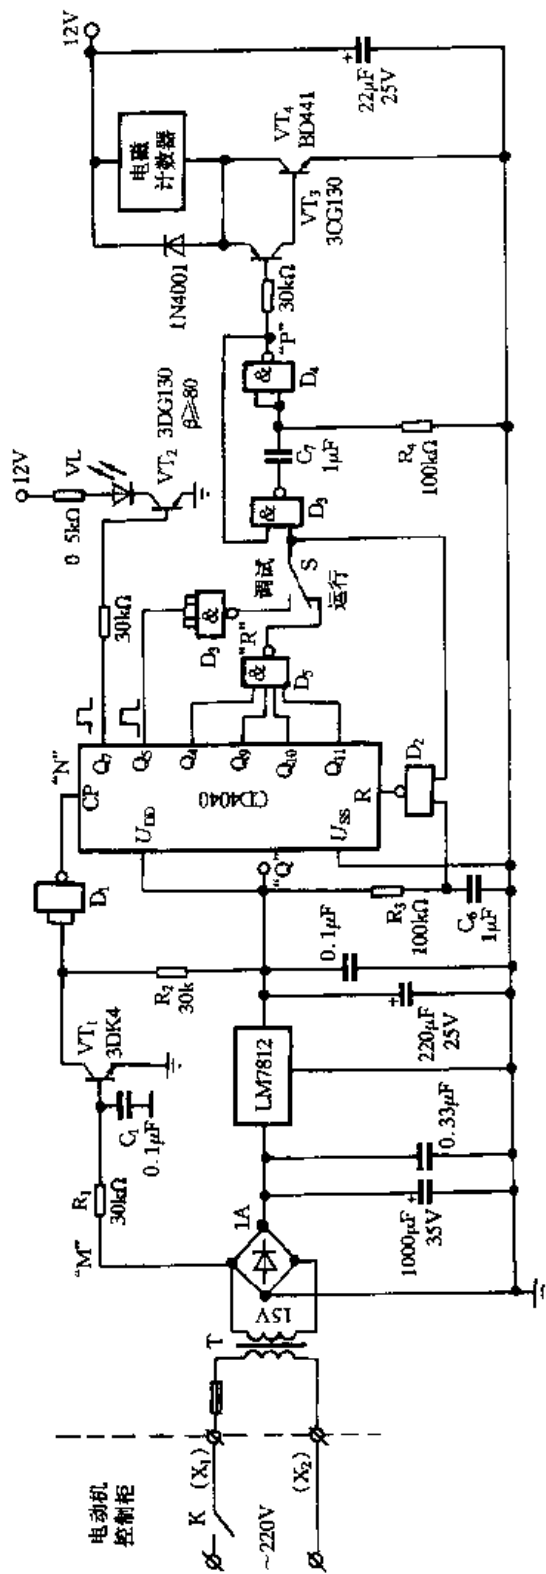 电动机
控制柜
K
(X₁)
~220V
(X₂)
T
15V
1A
"M"
R₁
30kΩ
C₁
0.1μF
VT₁
3DK4
R₂
30k
1000μF
35V
0.33μF
LM7812
220μF
25V
0.1μF
"Q"
R₃
100kΩ
C₆
1μF
D₁
"N"
CP
U_DD
CD4040
U_SS
R
Q₇
Q₅
Q₄
Q₉
Q₁₀
Q₁₁
D₂
30kΩ
12V
0 5kΩ
VL
VT₂
3DG130
β≥80
&
D₃
"R"
&
D₅
调试
S
运行
&
D₃
C₇
1μF
&
D₄
"P"
R₄
100kΩ
30kΩ
1N4001
VT₃
3CG130
VT₄
BD441
电磁
计数器
12V
22μF
25V